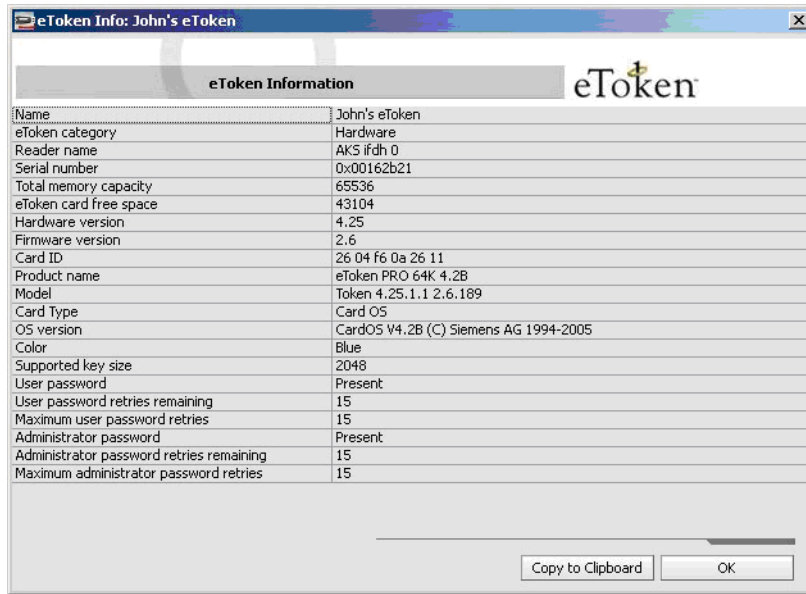 eToken Info: John's eToken
eToken Information
eToken
Name John's eToken
eToken category Hardware
Reader name AKS ifdh 0
Serial number 0x00162b21
Total memory capacity 65536
eToken card free space 43104
Hardware version 4.25
Firmware version 2.6
Card ID 26 04 f6 0a 26 11
Product name eToken PRO 64K 4.2B
Model Token 4.25.1.1 2.6.189
Card Type Card OS
OS version CardOS V4.2B (C) Siemens AG 1994-2005
Color Blue
Supported key size 2048
User password Present
User password retries remaining 15
Maximum user password retries 15
Administrator password Present
Administrator password retries remaining 15
Maximum administrator password retries 15
Copy to Clipboard OK